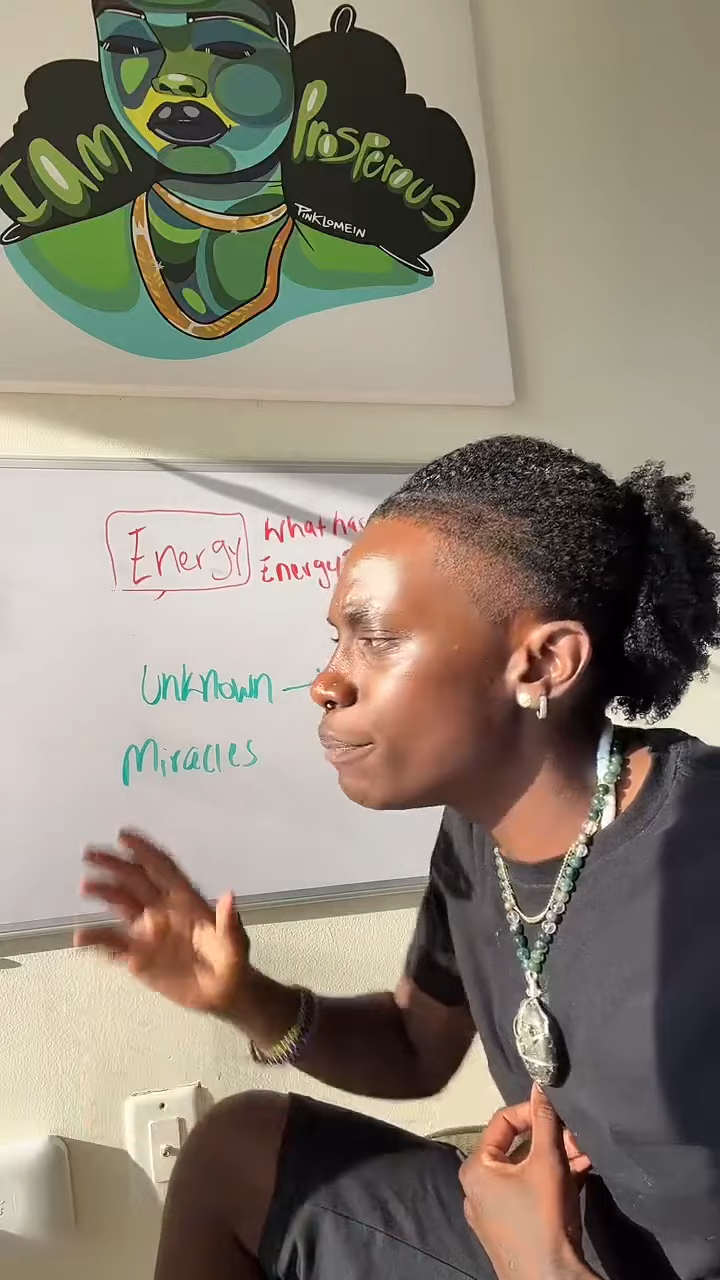 I Am Prosperous
PINKLOMEIN
Energy
What has
Energy?
Unknown
Miracles